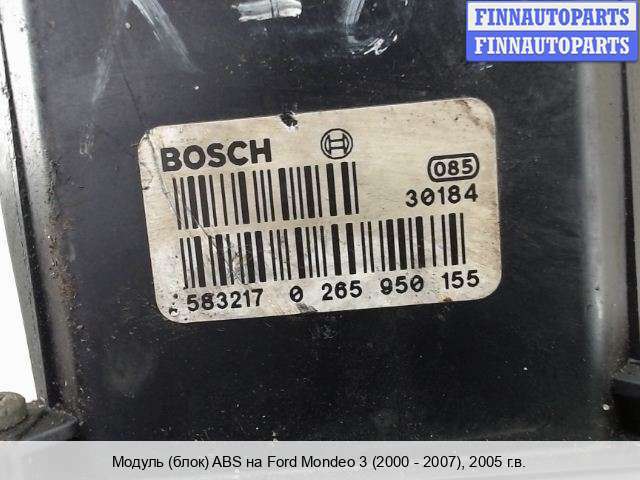 FINNAUTOPARTS
FINNAUTOPARTS
BOSCH
085
30184
583217 0 265 950 155
Модуль (блок) ABS на Ford Mondeo 3 (2000 - 2007), 2005 г.в.